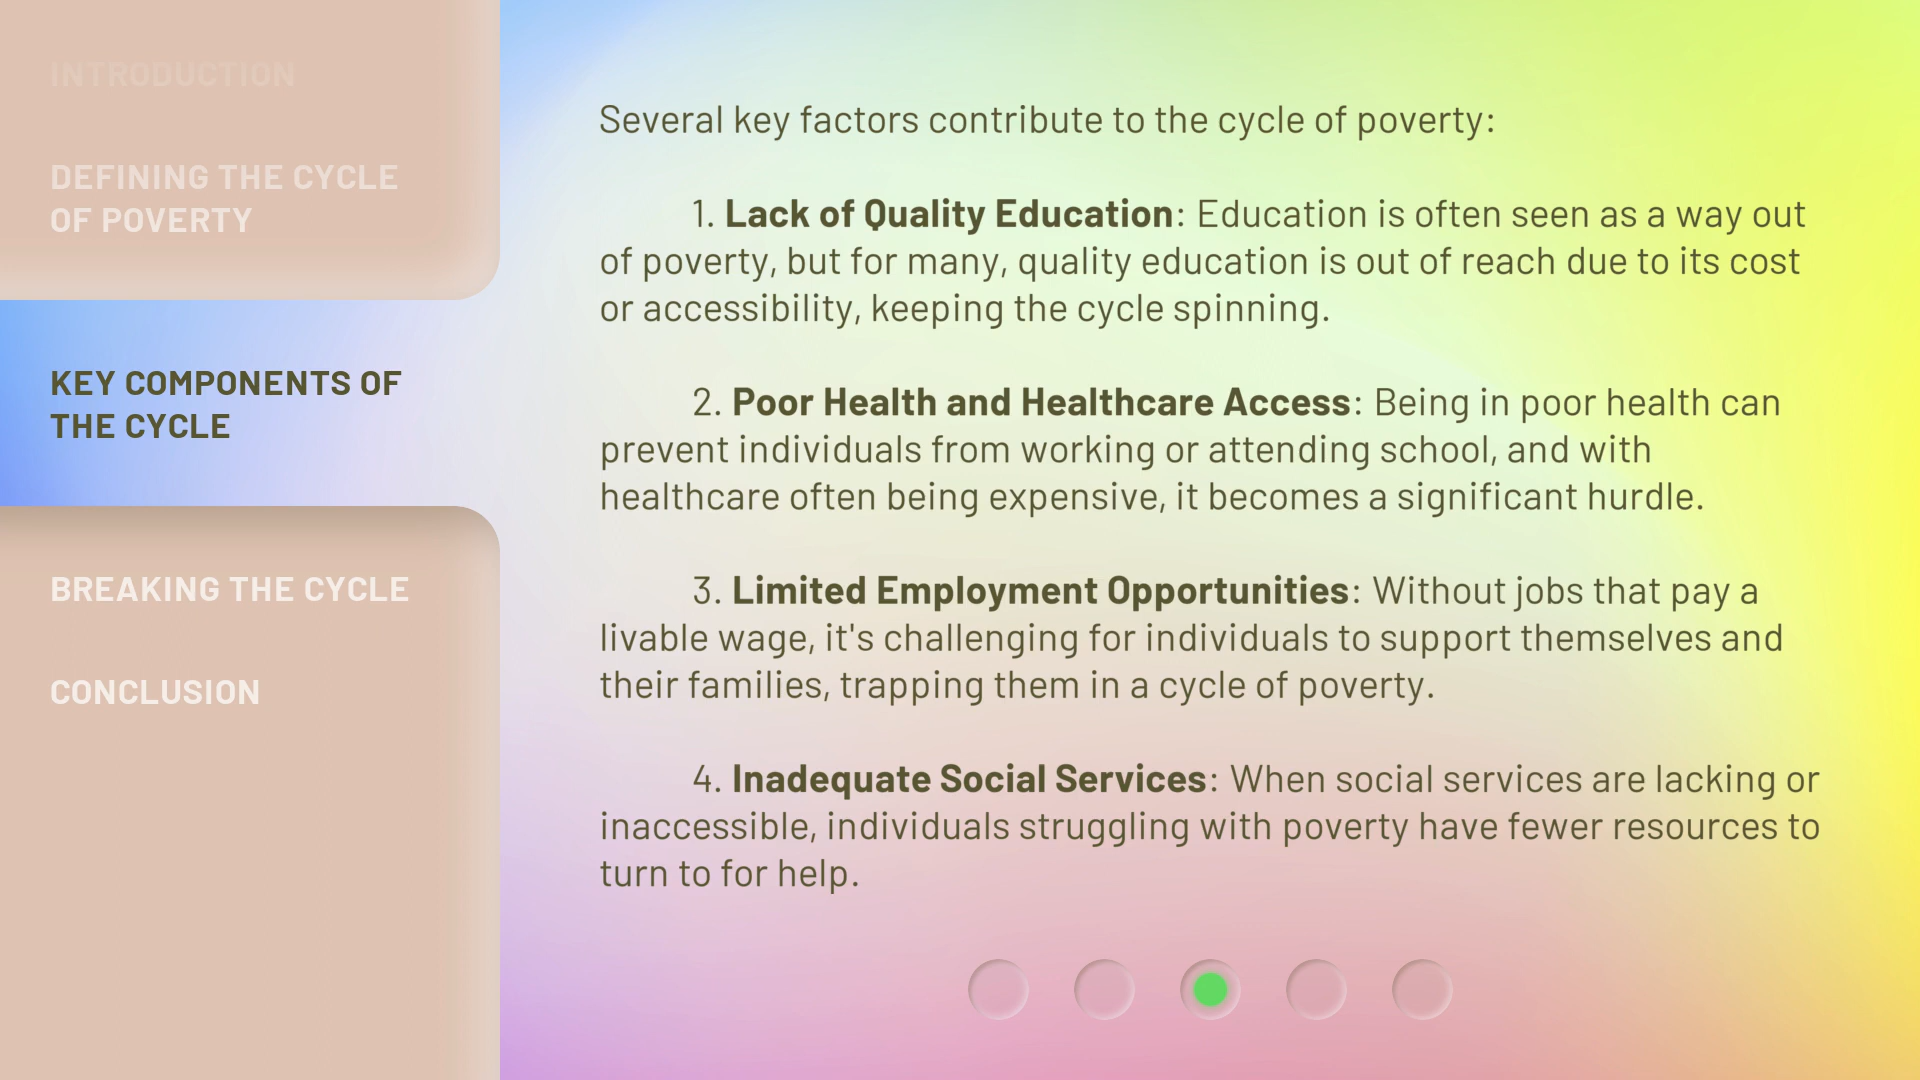 INTRODUCTION
DEFINING THE CYCLE
OF POVERTY
KEY COMPONENTS OF
THE CYCLE
BREAKING THE CYCLE
CONCLUSION
Several key factors contribute to the cycle of poverty:
1. Lack of Quality Education: Education is often seen as a way out
of poverty, but for many, quality education is out of reach due to its cost
or accessibility, keeping the cycle spinning.
2. Poor Health and Healthcare Access: Being in poor health can
prevent individuals from working or attending school, and with
healthcare often being expensive, it becomes a significant hurdle.
3. Limited Employment Opportunities: Without jobs that pay a
livable wage, it's challenging for individuals to support themselves and
their families, trapping them in a cycle of poverty.
4. Inadequate Social Services: When social services are lacking or
inaccessible, individuals struggling with poverty have fewer resources to
turn to for help.